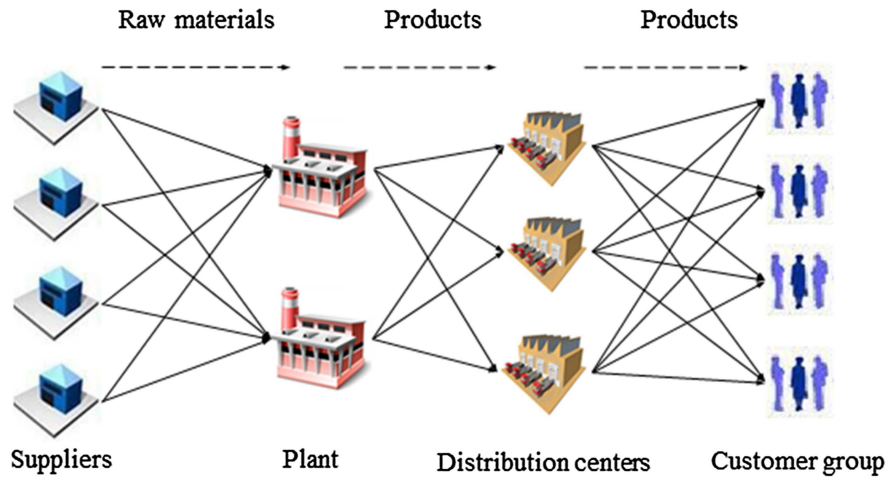 Raw materials
Products
Products
Suppliers
Plant
Distribution centers
Customer group